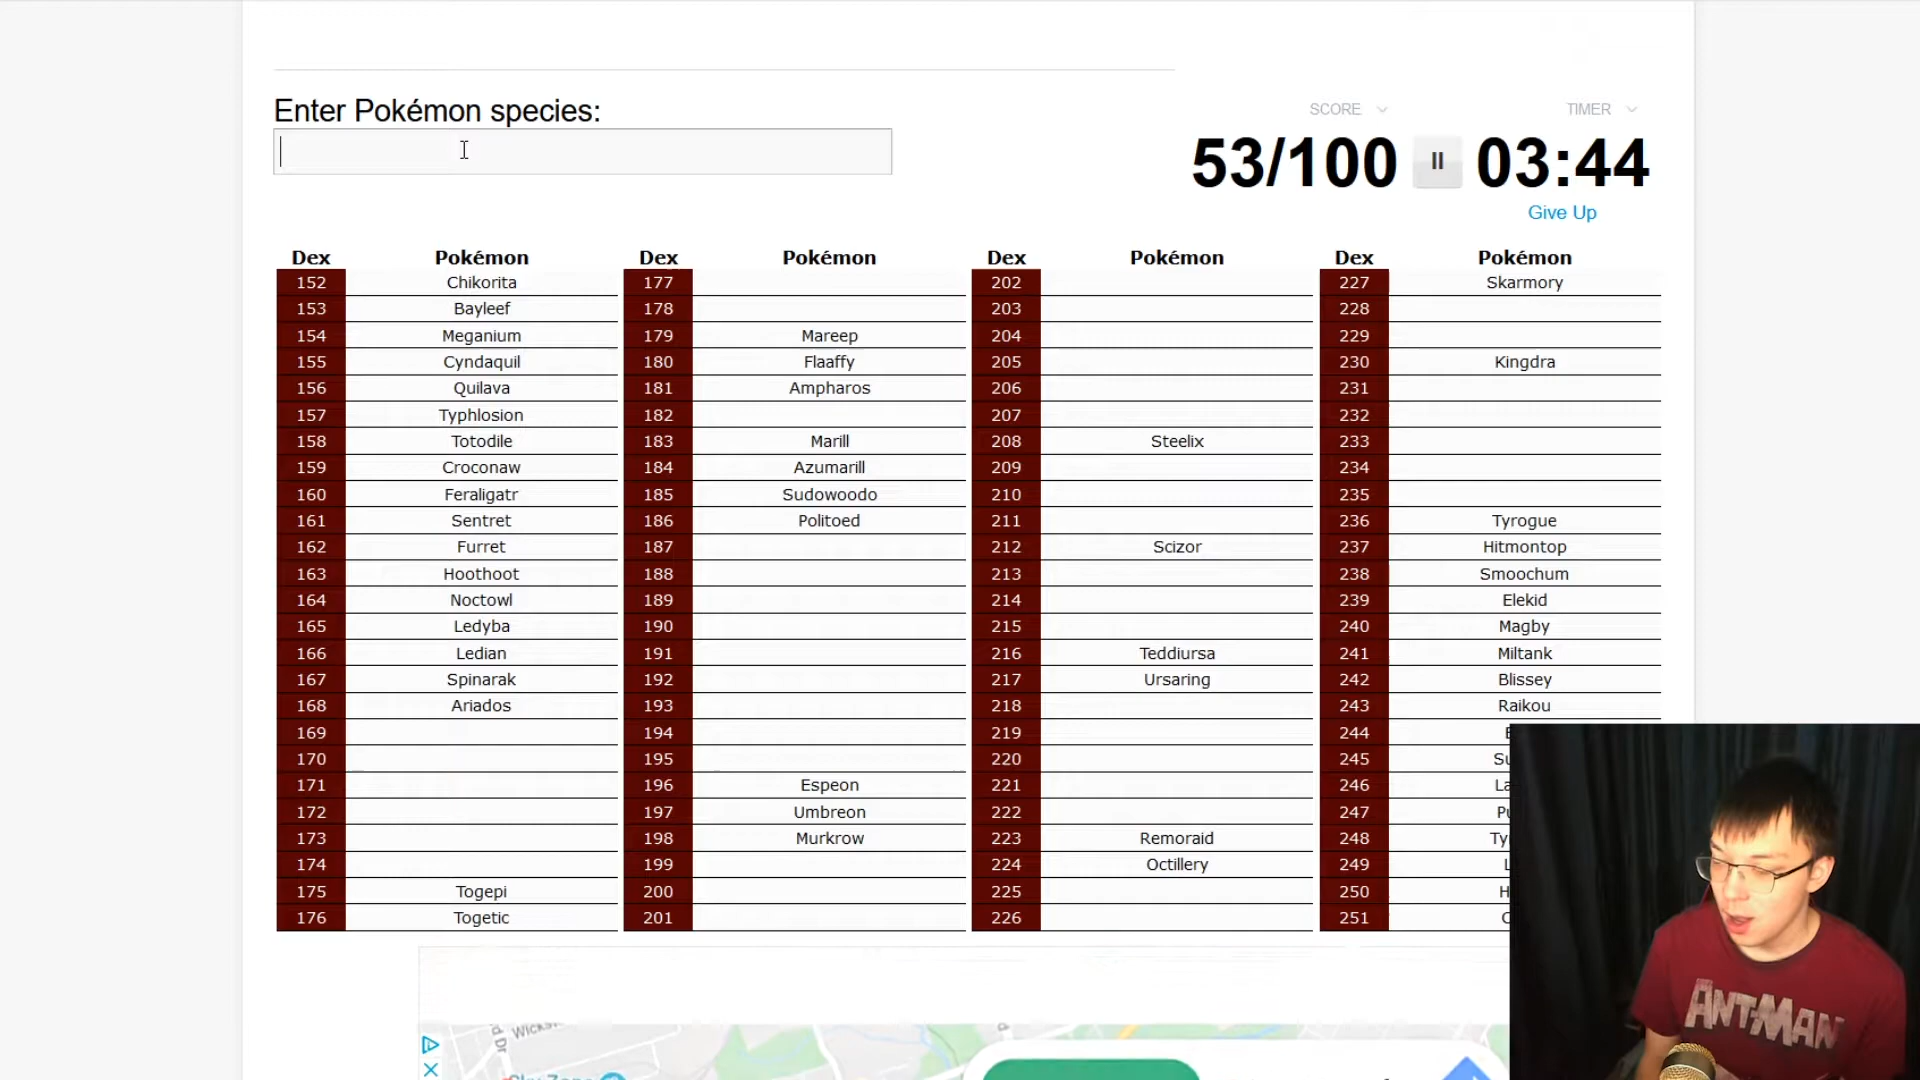 Enter Pokémon species:
SCORE
TIMER
53/100
03:44
Give Up
Dex Pokémon Dex Pokémon Dex Pokémon Dex Pokémon
152 Chikorita 177 202 227 Skarmory
153 Bayleef 178 203 228
154 Meganium 179 Mareep 204 229
155 Cyndaquil 180 Flaaffy 205 230 Kingdra
156 Quilava 181 Ampharos 206 231
157 Typhlosion 182 207 232
158 Totodile 183 Marill 208 Steelix 233
159 Croconaw 184 Azumarill 209 234
160 Feraligatr 185 Sudowoodo 210 235
161 Sentret 186 Politoed 211 236 Tyrogue
162 Furret 187 212 Scizor 237 Hitmontop
163 Hoothoot 188 213 238 Smoochum
164 Noctowl 189 214 239 Elekid
165 Ledyba 190 215 240 Magby
166 Ledian 191 216 Teddiursa 241 Miltank
167 Spinarak 192 217 Ursaring 242 Blissey
168 Ariados 193 218 243 Raikou
169 194 219 244 E
170 195 220 245 Su
171 196 Espeon 221 246 La
172 197 Umbreon 222 247 Pu
173 198 Murkrow 223 Remoraid 248 Ty
174 199 224 Octillery 249 L
175 Togepi 200 225 250 H
176 Togetic 201 226 251 C
ANT-MAN